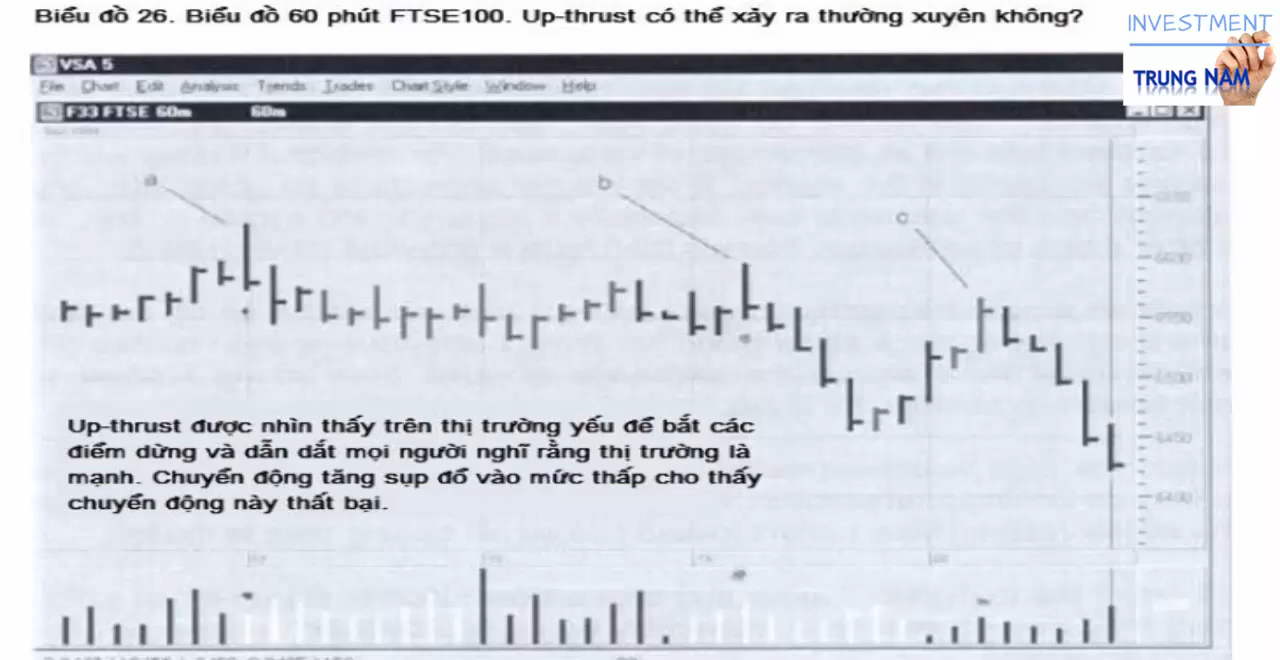 Biểu đồ 26. Biểu đồ 60 phút FTSE100. Up-thrust có thể xảy ra thường xuyên không?
INVESTMENT
TRUNG NAM
VSA 5
File Chart Edit Analysis Trends Trades Chart Style Window Help
F33 FTSE 60m 60m
a
b
c
6600
6500
6450
6400
Up-thrust được nhìn thấy trên thị trường yếu để bắt các
điểm dừng và dẫn dắt mọi người nghĩ rằng thị trường là
mạnh. Chuyển động tăng sụp đổ vào mức thấp cho thấy
chuyển động này thất bại.